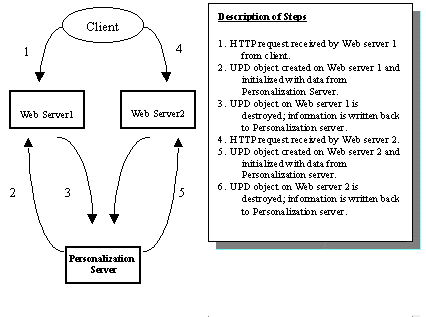 Client
1
4
Web Server1
Web Server2
2
3
5
Personalization
Server
Description of Steps
1. HTTP request received by Web server 1
from client.
2. UPD object created on Web server 1 and
initialized with data from
Personalization Server.
3. UPD object on Web server 1 is
destroyed; information is written back
to Personalization server.
4. HTTP request received by Web server 2.
5. UPD object created on Web server 2 and
initialized with data from
Personalization server.
6. UPD object on Web server 2 is
destroyed; information is written back
to Personalization server.